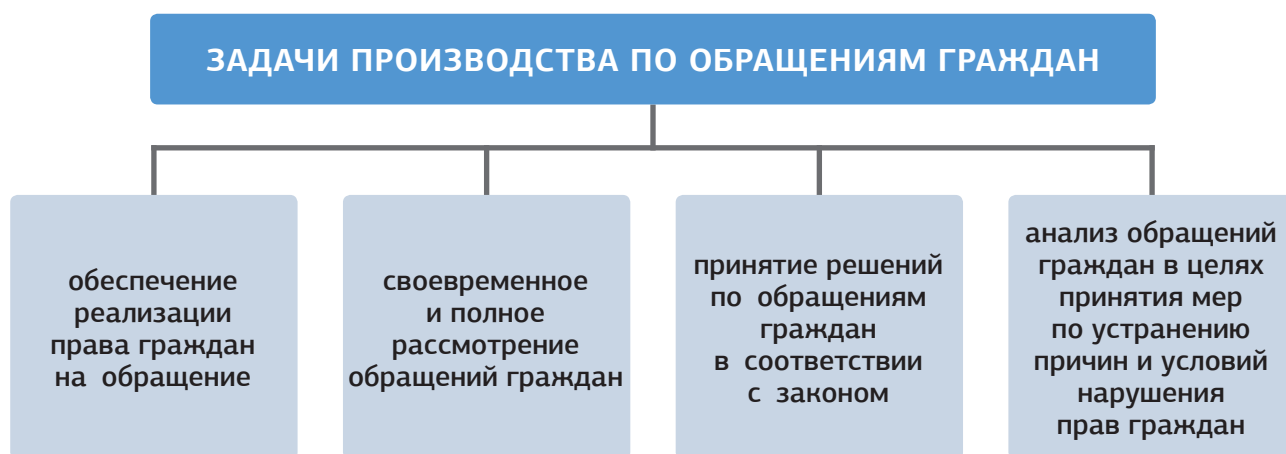 ЗАДАЧИ ПРОИЗВОДСТВА ПО ОБРАЩЕНИЯМ ГРАЖДАН
обеспечение
реализации
права граждан
на обращение
своевременное
и полное
рассмотрение
обращений граждан
принятие решений
по обращениям
граждан
в соответствии
с законом
анализ обращений
граждан в целях
принятия мер
по устранению
причин и условий
нарушения
прав граждан